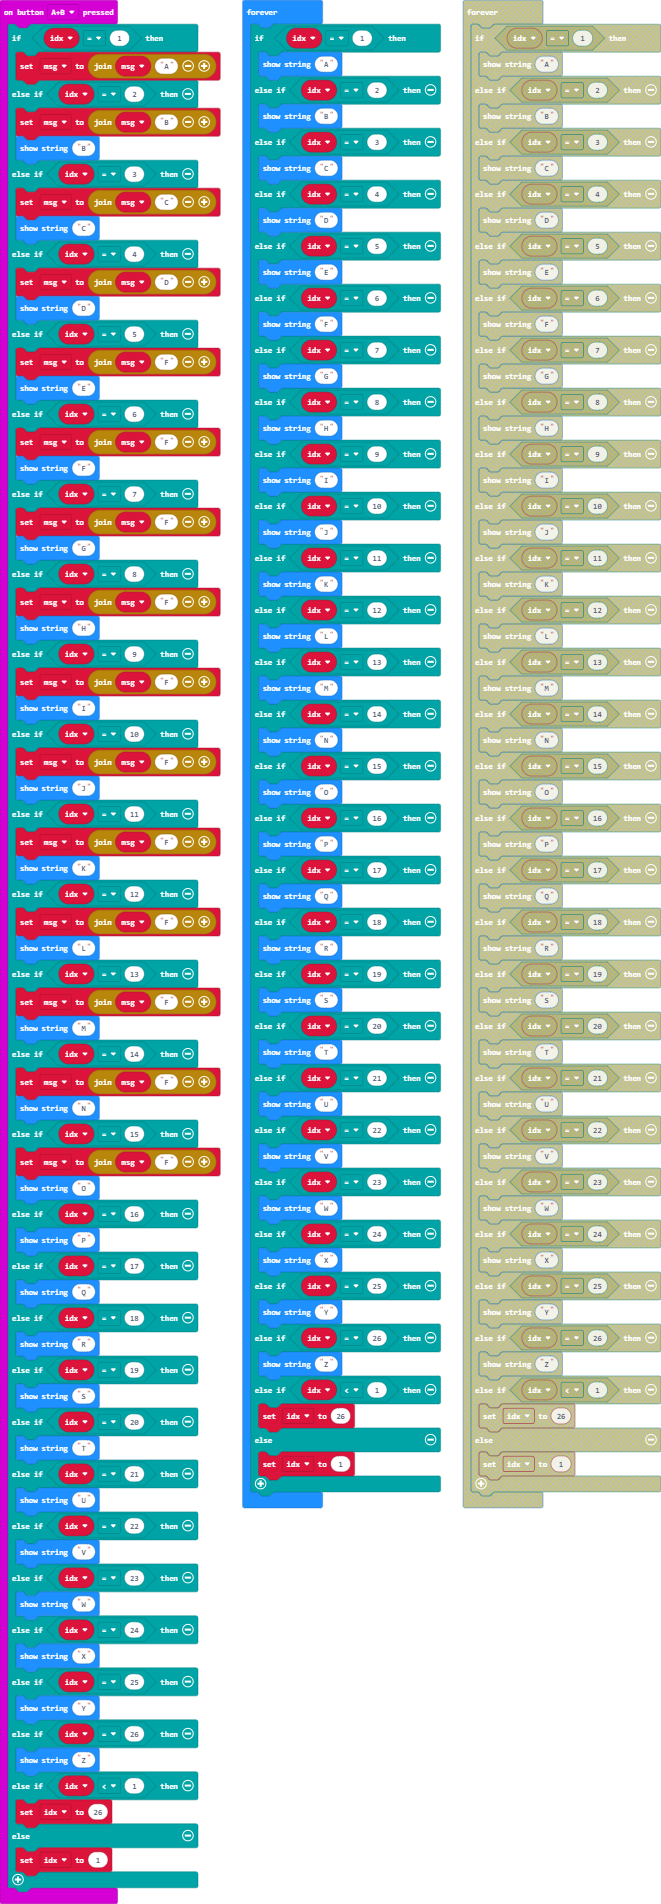 on button A+B pressed
if idx = 1 then
set msg to join msg "A"
else if idx = 2 then
set msg to join msg "B"
show string "B"
else if idx = 3 then
set msg to join msg "C"
show string "C"
else if idx = 4 then
set msg to join msg "D"
show string "D"
else if idx = 5 then
set msg to join msg "F"
show string "E"
else if idx = 6 then
set msg to join msg "F"
show string "F"
else if idx = 7 then
set msg to join msg "F"
show string "G"
else if idx = 8 then
set msg to join msg "F"
show string "H"
else if idx = 9 then
set msg to join msg "F"
show string "I"
else if idx = 10 then
set msg to join msg "F"
show string "J"
else if idx = 11 then
set msg to join msg "F"
show string "K"
else if idx = 12 then
set msg to join msg "F"
show string "L"
else if idx = 13 then
set msg to join msg "F"
show string "M"
else if idx = 14 then
set msg to join msg "F"
show string "N"
else if idx = 15 then
set msg to join msg "F"
show string "O"
else if idx = 16 then
show string "P"
else if idx = 17 then
show string "Q"
else if idx = 18 then
show string "R"
else if idx = 19 then
show string "S"
else if idx = 20 then
show string "T"
else if idx = 21 then
show string "U"
else if idx = 22 then
show string "V"
else if idx = 23 then
show string "W"
else if idx = 24 then
show string "X"
else if idx = 25 then
show string "Y"
else if idx = 26 then
show string "Z"
else if idx < 1 then
set idx to 26
else
set idx to 1
forever
if idx = 1 then
show string "A"
else if idx = 2 then
show string "B"
else if idx = 3 then
show string "C"
else if idx = 4 then
show string "D"
else if idx = 5 then
show string "E"
else if idx = 6 then
show string "F"
else if idx = 7 then
show string "G"
else if idx = 8 then
show string "H"
else if idx = 9 then
show string "I"
else if idx = 10 then
show string "J"
else if idx = 11 then
show string "K"
else if idx = 12 then
show string "L"
else if idx = 13 then
show string "M"
else if idx = 14 then
show string "N"
else if idx = 15 then
show string "O"
else if idx = 16 then
show string "P"
else if idx = 17 then
show string "Q"
else if idx = 18 then
show string "R"
else if idx = 19 then
show string "S"
else if idx = 20 then
show string "T"
else if idx = 21 then
show string "U"
else if idx = 22 then
show string "V"
else if idx = 23 then
show string "W"
else if idx = 24 then
show string "X"
else if idx = 25 then
show string "Y"
else if idx = 26 then
show string "Z"
else if idx < 1 then
set idx to 26
else
set idx to 1
forever
if idx = 1 then
show string "A"
else if idx = 2 then
show string "B"
else if idx = 3 then
show string "C"
else if idx = 4 then
show string "D"
else if idx = 5 then
show string "E"
else if idx = 6 then
show string "F"
else if idx = 7 then
show string "G"
else if idx = 8 then
show string "H"
else if idx = 9 then
show string "I"
else if idx = 10 then
show string "J"
else if idx = 11 then
show string "K"
else if idx = 12 then
show string "L"
else if idx = 13 then
show string "M"
else if idx = 14 then
show string "N"
else if idx = 15 then
show string "O"
else if idx = 16 then
show string "P"
else if idx = 17 then
show string "Q"
else if idx = 18 then
show string "R"
else if idx = 19 then
show string "S"
else if idx = 20 then
show string "T"
else if idx = 21 then
show string "U"
else if idx = 22 then
show string "V"
else if idx = 23 then
show string "W"
else if idx = 24 then
show string "X"
else if idx = 25 then
show string "Y"
else if idx = 26 then
show string "Z"
else if idx < 1 then
set idx to 26
else
set idx to 1